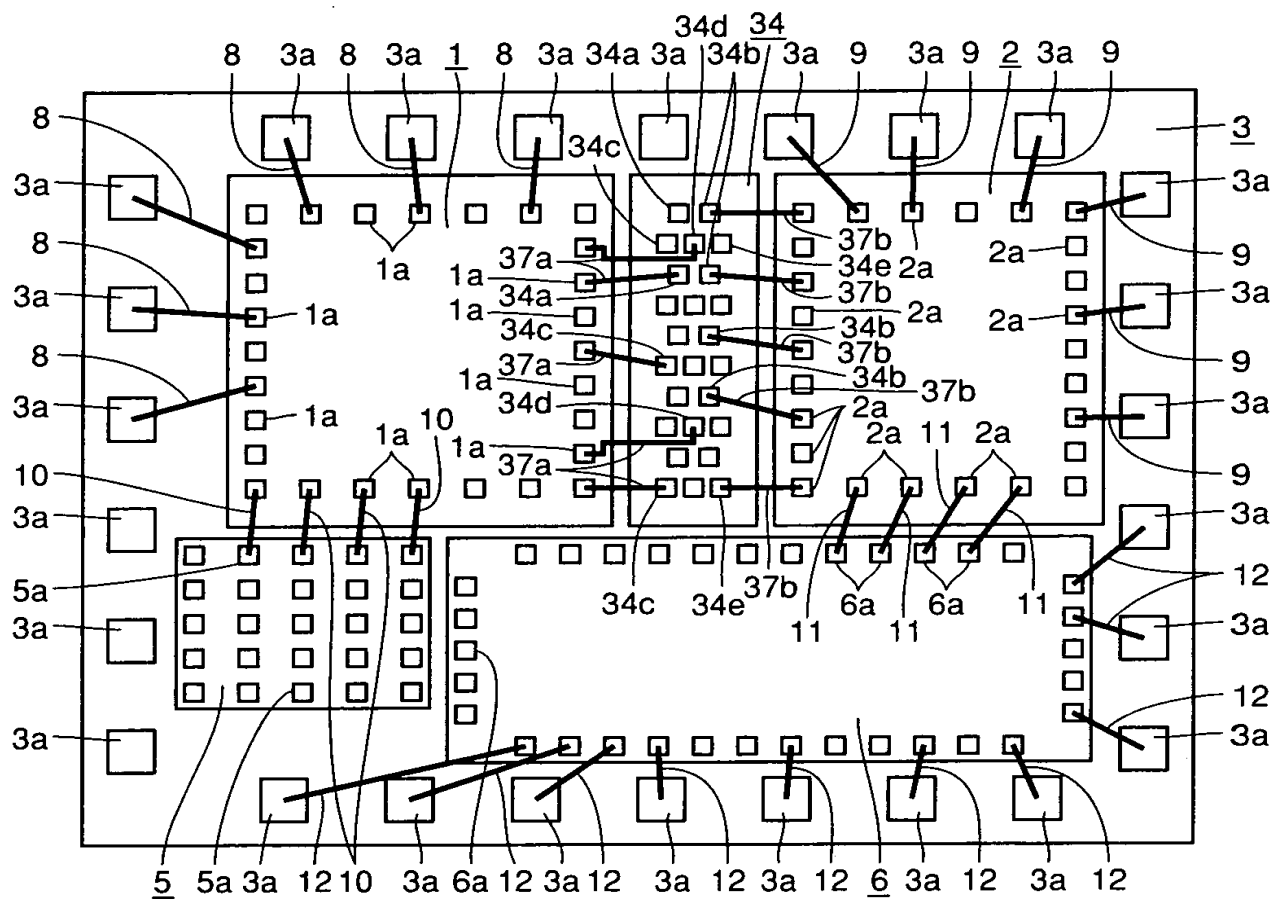 34d 34
8 3a 8 3a 1 8 3a 34a 3a 34b 3a 9 3a 9 2 3a 9
8 3
34c
3a 3a
37b
8 1a 37a 34e 2a 2a 9
1a 34a 37b
3a 1a 3a
1a 34c 34b 2a 2a
8 37a 37b 9
1a 34b
3a 1a 34d 37b 3a
1a 10 2a
1a 2a 11 2a
10 37a 9
3a 3a
5a 12
34c 34e 37b 6a 6a 11
3a 11 11 3a
12
3a 3a
5 5a 3a 12 10 3a 6a 12 3a 12 3a 12 3a 12 6 3a 12 3a 12